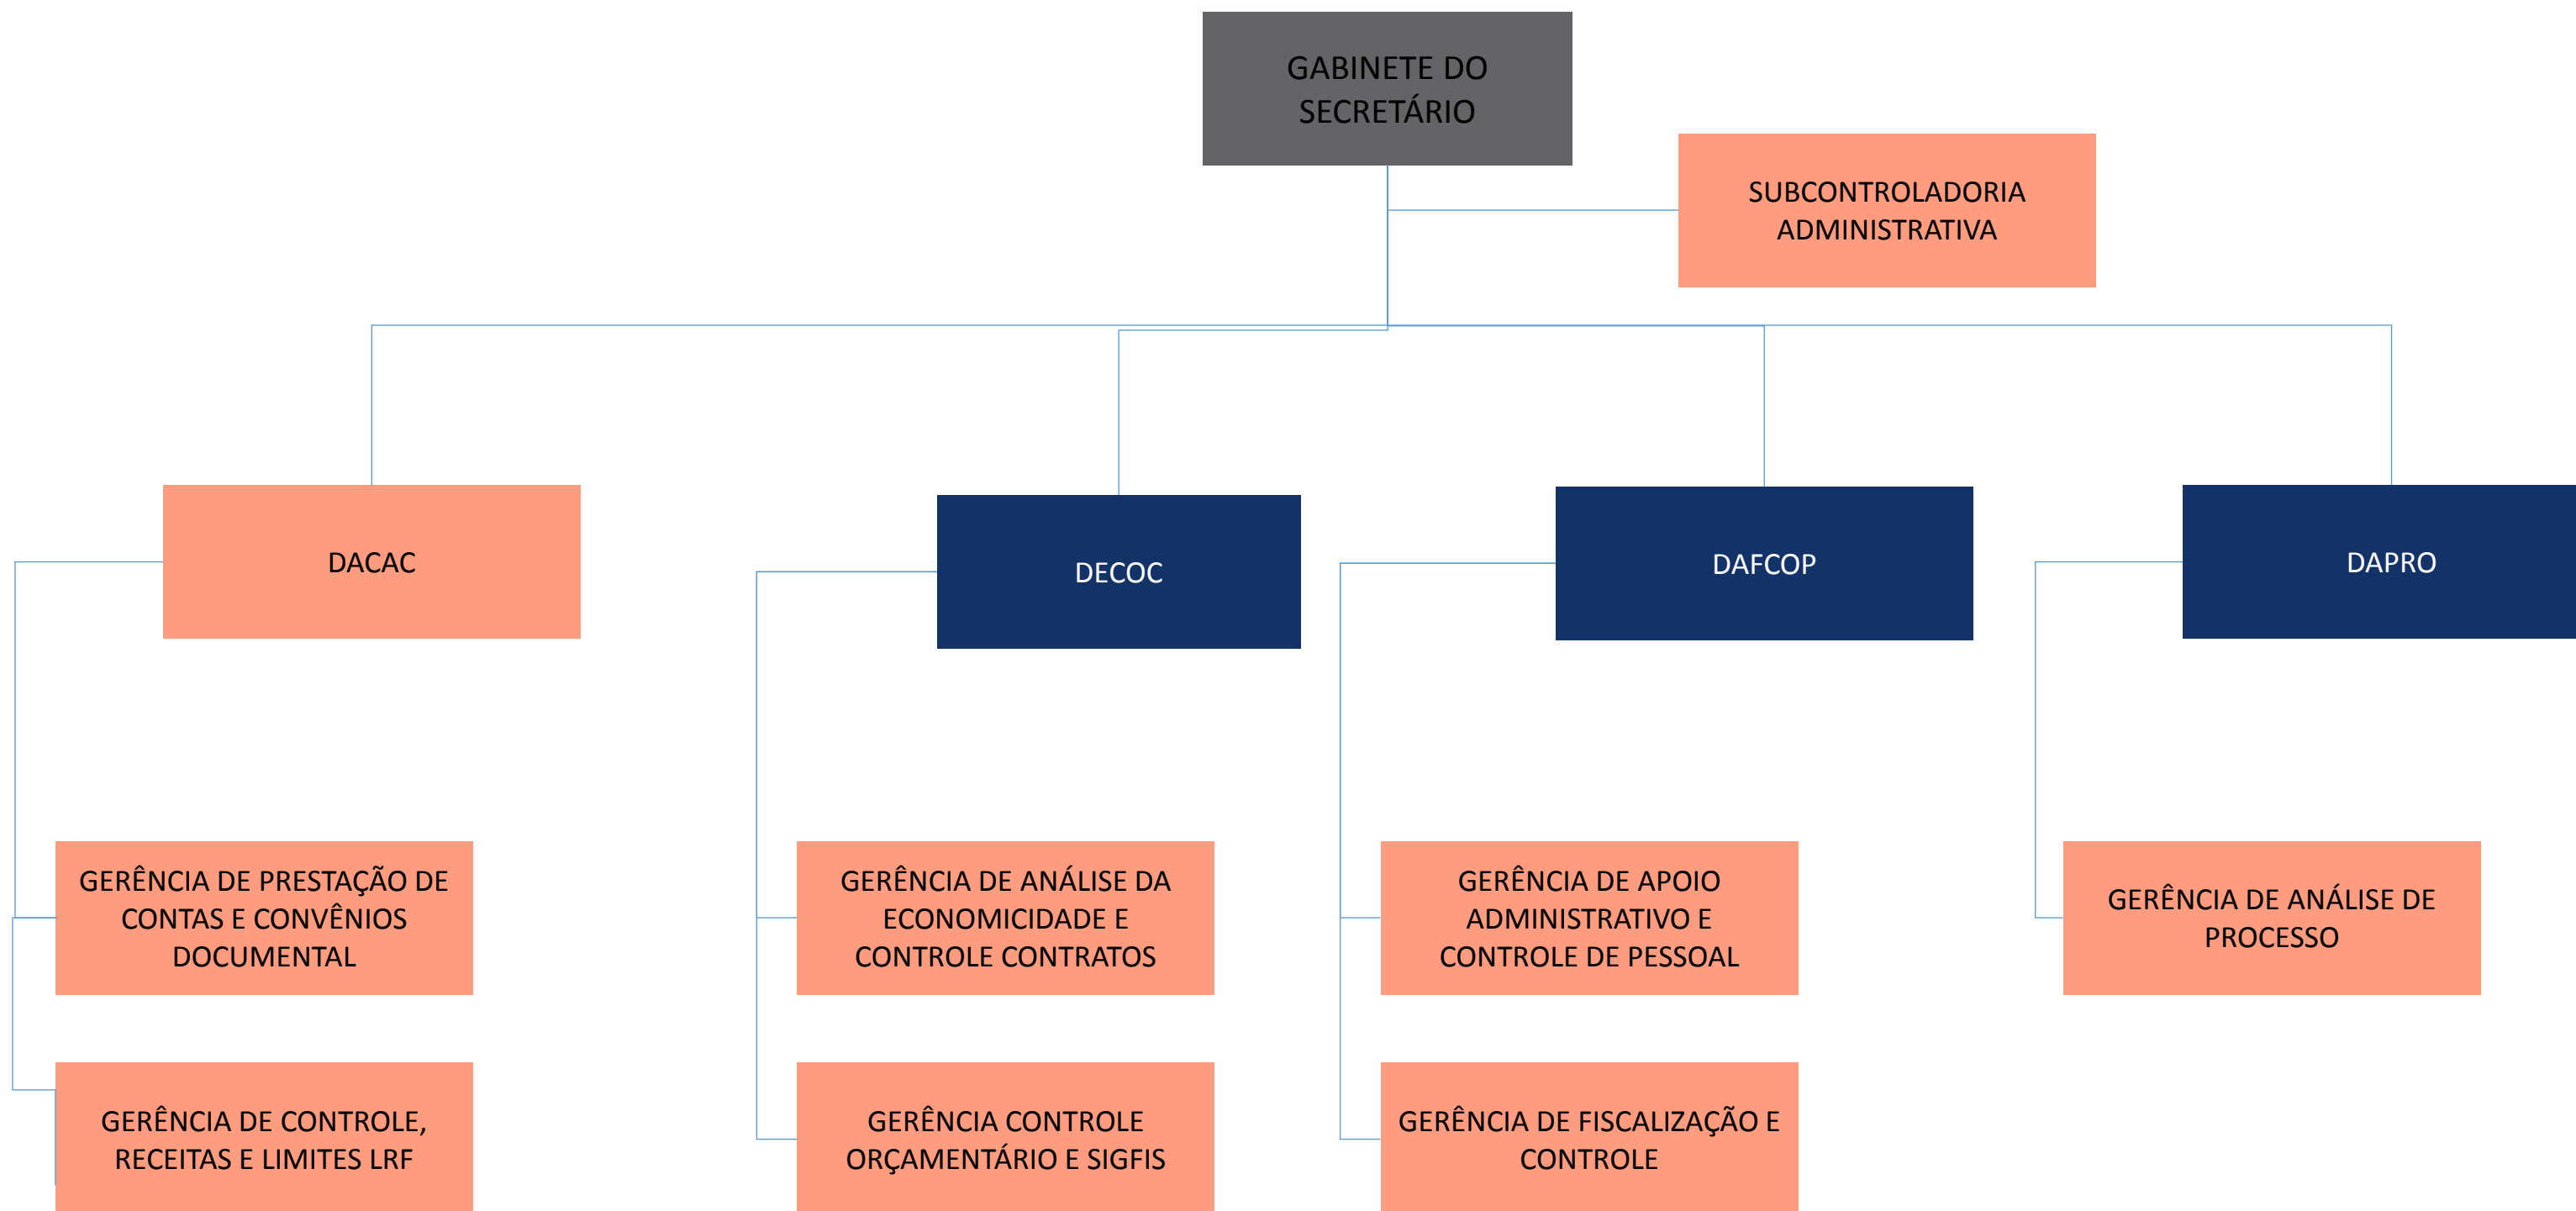 GABINETE DO
SECRETÁRIO
SUBCONTROLADORIA
ADMINISTRATIVA
DACAC
DECOC
DAFCOP
DAPRO
GERÊNCIA DE PRESTAÇÃO DE
CONTAS E CONVÊNIOS
DOCUMENTAL
GERÊNCIA DE ANÁLISE DA
ECONOMICIDADE E
CONTROLE CONTRATOS
GERÊNCIA DE APOIO
ADMINISTRATIVO E
CONTROLE DE PESSOAL
GERÊNCIA DE ANÁLISE DE
PROCESSO
GERÊNCIA DE CONTROLE,
RECEITAS E LIMITES LRF
GERÊNCIA CONTROLE
ORÇAMENTÁRIO E SIGFIS
GERÊNCIA DE FISCALIZAÇÃO E
CONTROLE